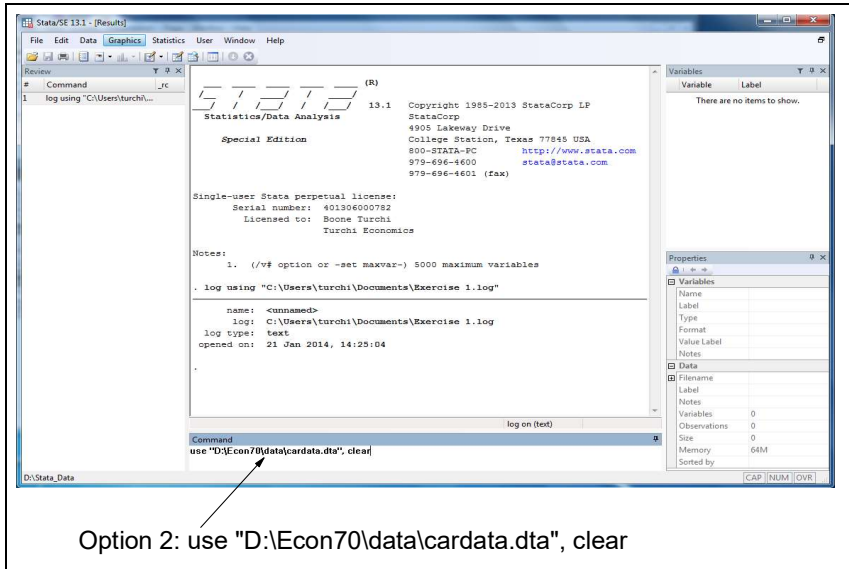 Stata/SE 13.1 - [Results]
File Edit Data Graphics Statistics User Window Help
Review
# Command _rc
1 log using "C:\Users\turchi\...
(R)
STATA 13.1 Copyright 1985-2013 StataCorp LP
Statistics/Data Analysis StataCorp
4905 Lakeway Drive
Special Edition College Station, Texas 77845 USA
800-STATA-PC http://www.stata.com
979-696-4600 stata@stata.com
979-696-4601 (fax)
Single-user Stata perpetual license:
Serial number: 401306000782
Licensed to: Boone Turchi
Turchi Economics
Notes:
1. (/v# option or -set maxvar-) 5000 maximum variables
. log using "C:\Users\turchi\Documents\Exercise 1.log"
name: <unnamed>
log: C:\Users\turchi\Documents\Exercise 1.log
log type: text
opened on: 21 Jan 2014, 14:25:04
.
log on (text)
Command
use "D:\Econ70\data\cardata.dta", clear
Variables
Variable Label
There are no items to show.
Properties
Variables
Name
Label
Type
Format
Value Label
Notes
Data
Filename
Label
Notes
Variables 0
Observations 0
Size 0
Memory 64M
Sorted by
D:\Stata_Data
CAP NUM OVR
Option 2: use "D:\Econ70\data\cardata.dta", clear